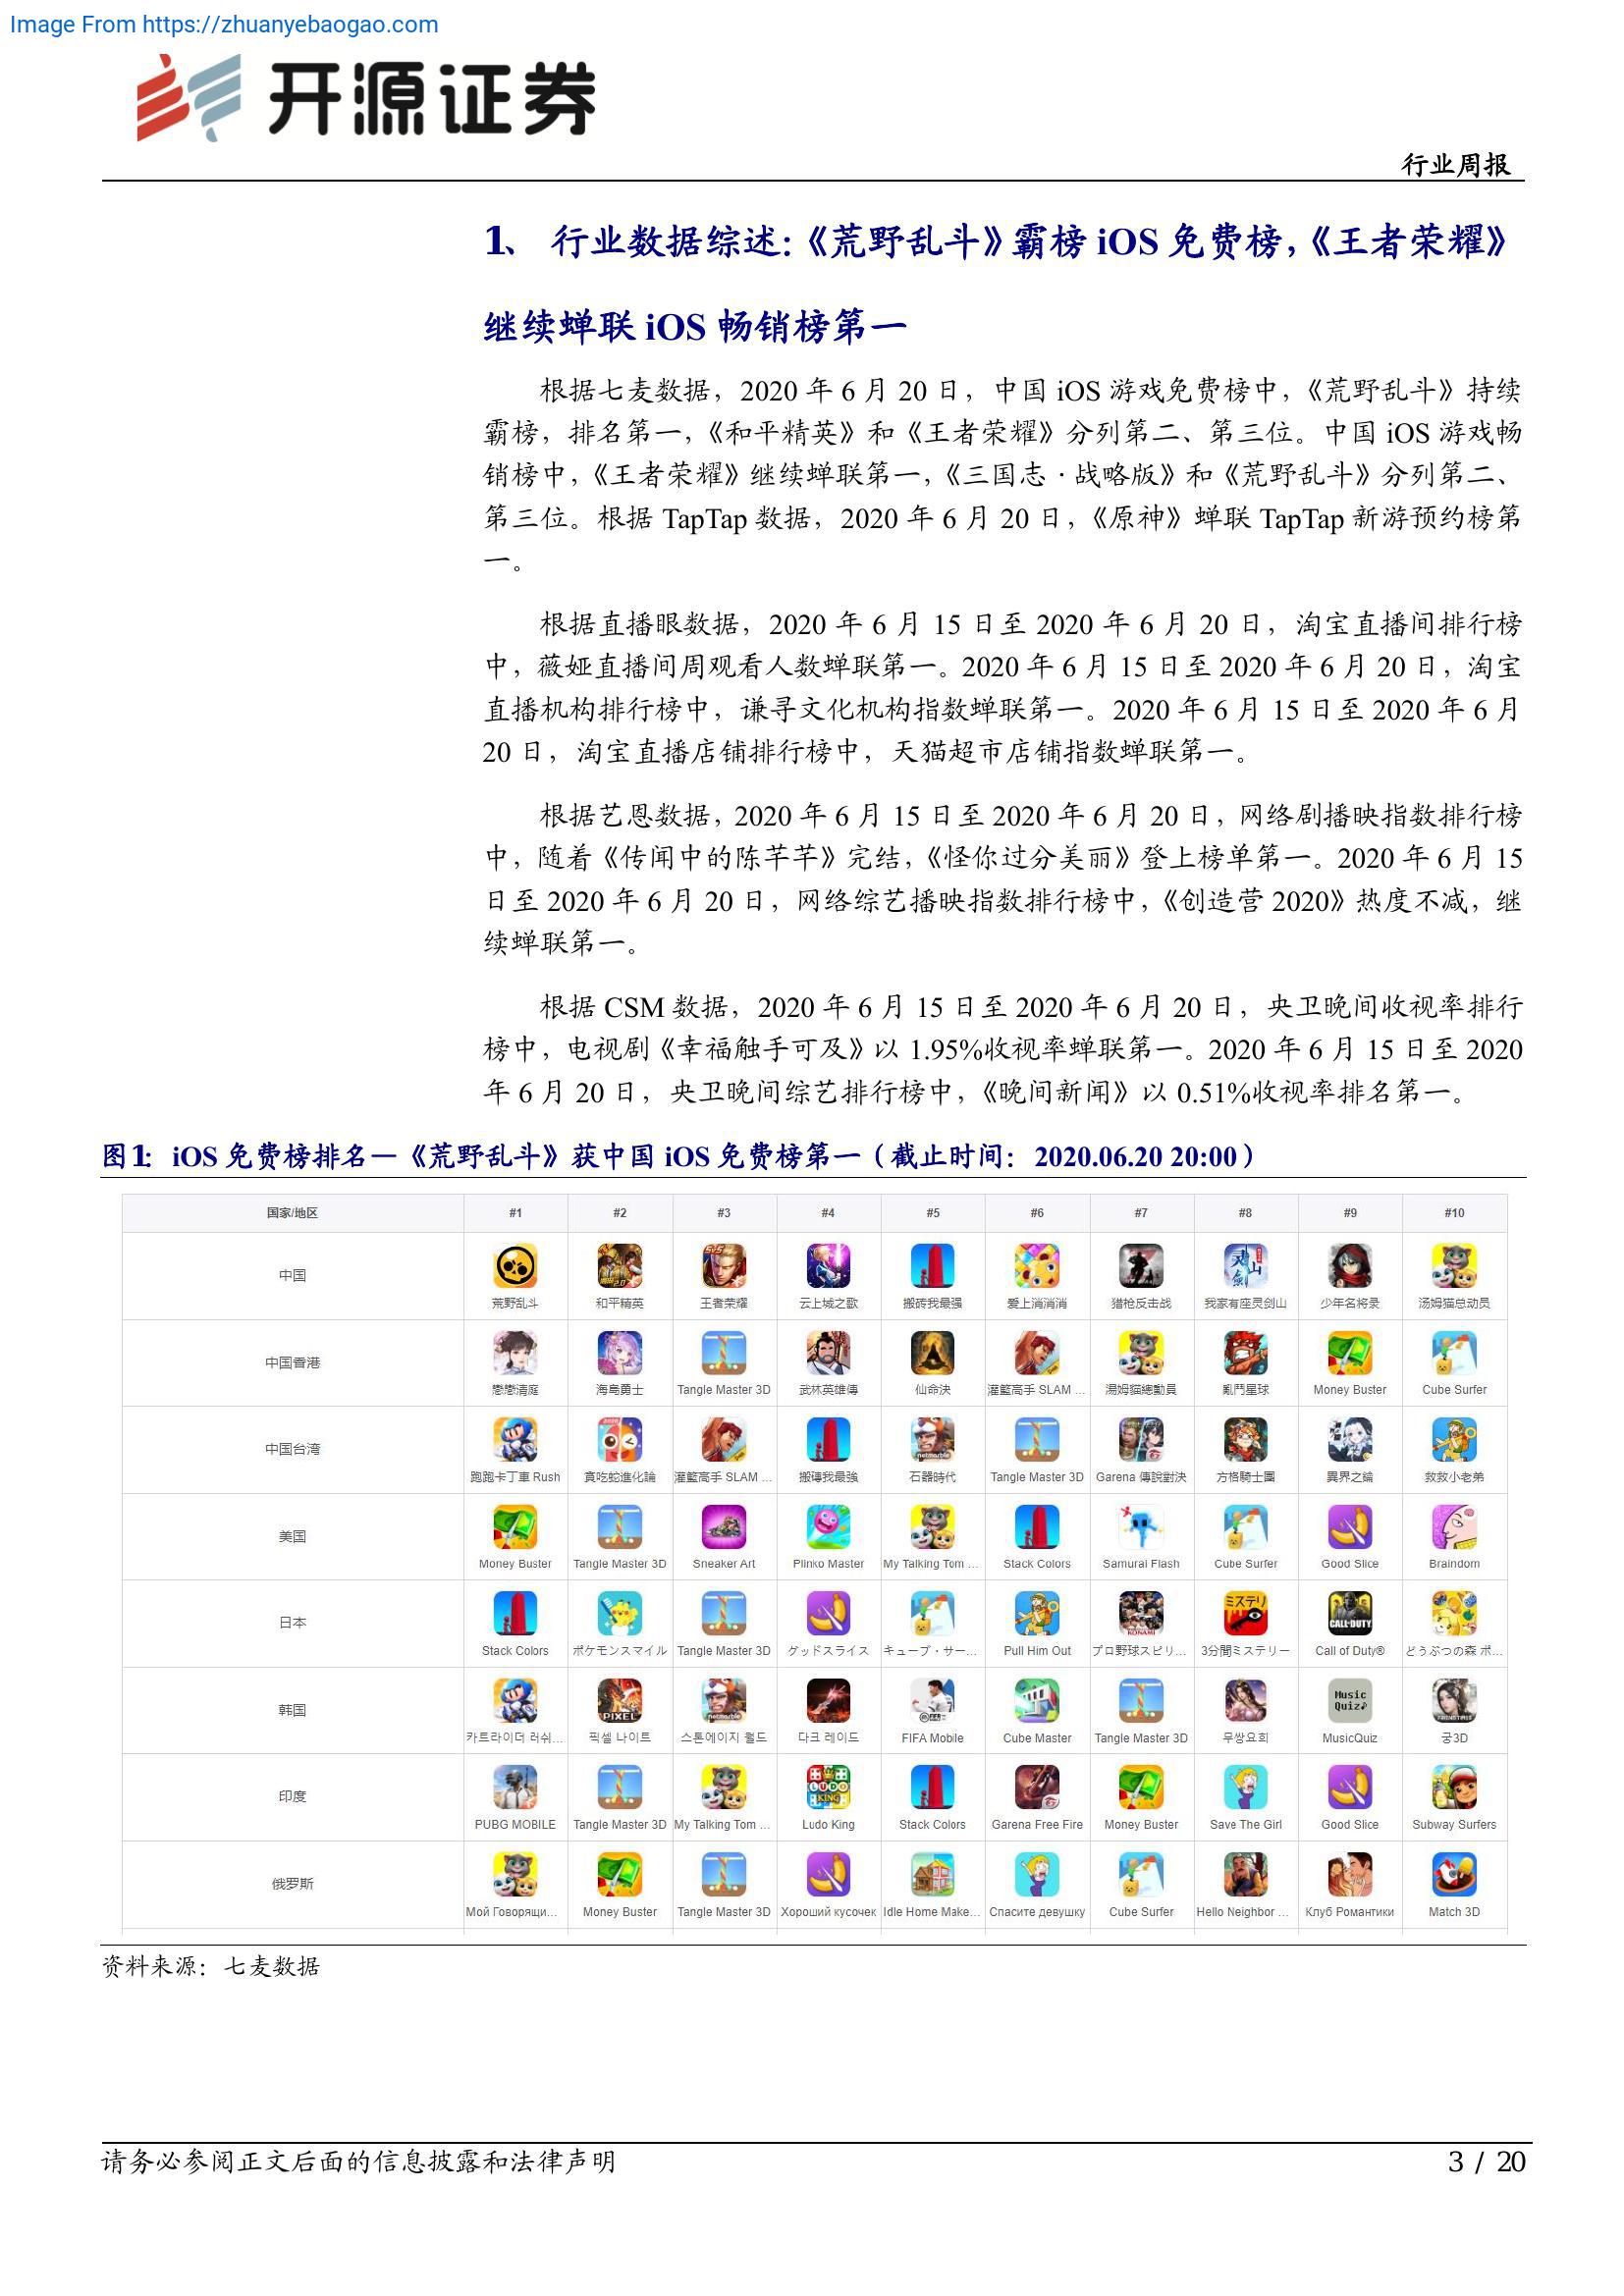 Image From https://zhuanyebaogao.com
开源证券
行业周报
1、 行业数据综述:《荒野乱斗》霸榜 iOS 免费榜,《王者荣耀》
继续蝉联 iOS 畅销榜第一
根据七麦数据，2020 年 6 月 20 日，中国 iOS 游戏免费榜中，《荒野乱斗》持续
霸榜，排名第一，《和平精英》和《王者荣耀》分列第二、第三位。中国 iOS 游戏畅
销榜中，《王者荣耀》继续蝉联第一，《三国志·战略版》和《荒野乱斗》分列第二、
第三位。根据 TapTap 数据，2020 年 6 月 20 日，《原神》蝉联 TapTap 新游预约榜第
一。
根据直播眼数据，2020 年 6 月 15 日至 2020 年 6 月 20 日，淘宝直播间排行榜
中，薇娅直播间周观看人数蝉联第一。2020 年 6 月 15 日至 2020 年 6 月 20 日，淘宝
直播机构排行榜中，谦寻文化机构指数蝉联第一。2020 年 6 月 15 日至 2020 年 6 月
20 日，淘宝直播店铺排行榜中，天猫超市店铺指数蝉联第一。
根据艺恩数据，2020 年 6 月 15 日至 2020 年 6 月 20 日，网络剧播映指数排行榜
中，随着《传闻中的陈芊芊》完结，《怪你过分美丽》登上榜单第一。2020 年 6 月 15
日至 2020 年 6 月 20 日，网络综艺播映指数排行榜中，《创造营 2020》热度不减，继
续蝉联第一。
根据 CSM 数据，2020 年 6 月 15 日至 2020 年 6 月 20 日，央卫晚间收视率排行
榜中，电视剧《幸福触手可及》以 1.95%收视率蝉联第一。2020 年 6 月 15 日至 2020
年 6 月 20 日，央卫晚间综艺排行榜中，《晚间新闻》以 0.51%收视率排名第一。
图1： iOS 免费榜排名—《荒野乱斗》获中国 iOS 免费榜第一（截止时间：2020.06.20 20:00）
国家/地区 #1 #2 #3 #4 #5 #6 #7 #8 #9 #10
中国 荒野乱斗 和平精英 王者荣耀 云上城之歌 搬砖我最强 爱上消消消 猎枪反击战 我家有座灵剑山 少年名将录 汤姆猫总动员
中国香港 戀戀清庭 海島勇士 Tangle Master 3D 武林英雄傳 仙命決 灌籃高手 SLAM ... 湯姆貓總動員 亂鬥星球 Money Buster Cube Surfer
中国台湾 跑跑卡丁車 Rush 貪吃蛇進化論 灌籃高手 SLAM ... 搬磚我最強 石器時代 Tangle Master 3D Garena 傳說對決 方格騎士團 異界之鑰 救救小老弟
美国 Money Buster Tangle Master 3D Sneaker Art Plinko Master My Talking Tom ... Stack Colors Samurai Flash Cube Surfer Good Slice Braindom
日本 Stack Colors ポケモンスマイル Tangle Master 3D グッドスライス キューブ・サー... Pull Him Out プロ野球スピリ... 3分間ミステリー Call of Duty® どうぶつの森 ポ...
韩国 카트라이더 러쉬... 픽셀 나이트 스톤에이지 월드 다크 레이드 FIFA Mobile Cube Master Tangle Master 3D 무쌍요희 MusicQuiz 궁3D
印度 PUBG MOBILE Tangle Master 3D My Talking Tom ... Ludo King Stack Colors Garena Free Fire Money Buster Save The Girl Good Slice Subway Surfers
俄罗斯 Мой Говорящи... Money Buster Tangle Master 3D Хороший кусочек Idle Home Make... Спасите девушку Cube Surfer Hello Neighbor ... Клуб Романтики Match 3D
资料来源：七麦数据
请务必参阅正文后面的信息披露和法律声明
3 / 20